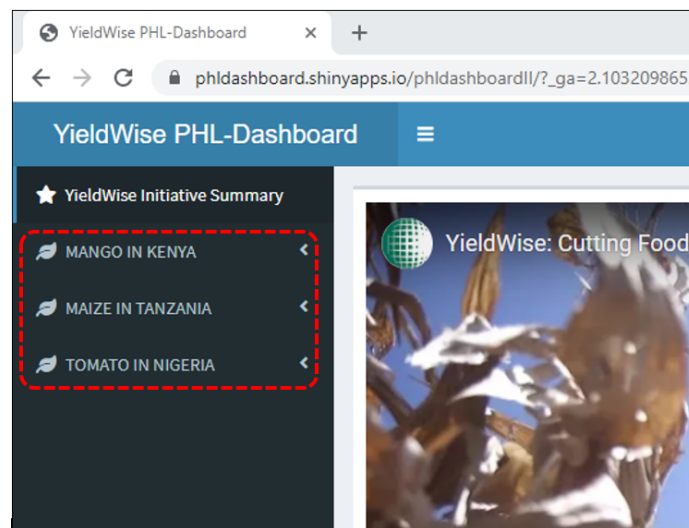 YieldWise PHL-Dashboard
phldashboard.shinyapps.io/phldashboardII/?_ga=2.103209865
YieldWise PHL-Dashboard
YieldWise Initiative Summary
MANGO IN KENYA
MAIZE IN TANZANIA
TOMATO IN NIGERIA
YieldWise: Cutting Food